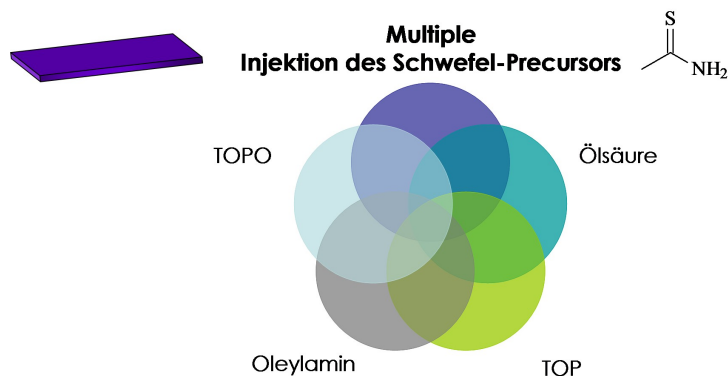 Multiple
Injektion des Schwefel-Precursors
S
NH₂
TOPO
Ölsäure
Oleylamin
TOP